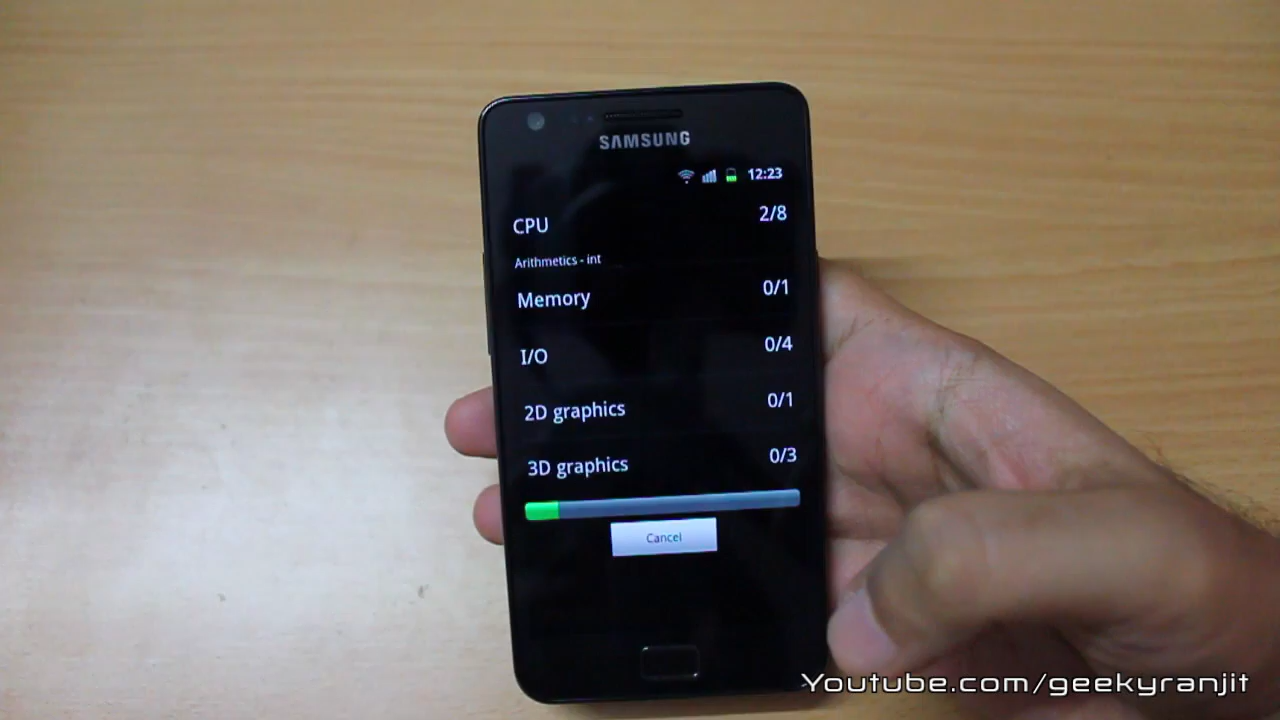 SAMSUNG
12:23
CPU 2/8
Arithmetics - int
Memory 0/1
I/O 0/4
2D graphics 0/1
3D graphics 0/3
Cancel
Youtube.com/geekyranjit